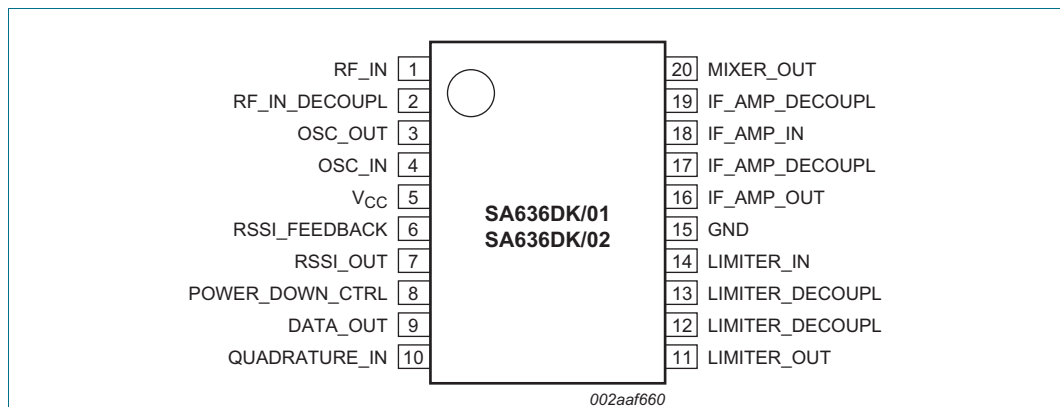 RF_IN 1
RF_IN_DECOUPL 2
OSC_OUT 3
OSC_IN 4
VCC 5
RSSI_FEEDBACK 6
RSSI_OUT 7
POWER_DOWN_CTRL 8
DATA_OUT 9
QUADRATURE_IN 10
SA636DK/01
SA636DK/02
20 MIXER_OUT
19 IF_AMP_DECOUPL
18 IF_AMP_IN
17 IF_AMP_DECOUPL
16 IF_AMP_OUT
15 GND
14 LIMITER_IN
13 LIMITER_DECOUPL
12 LIMITER_DECOUPL
11 LIMITER_OUT
002aaf660